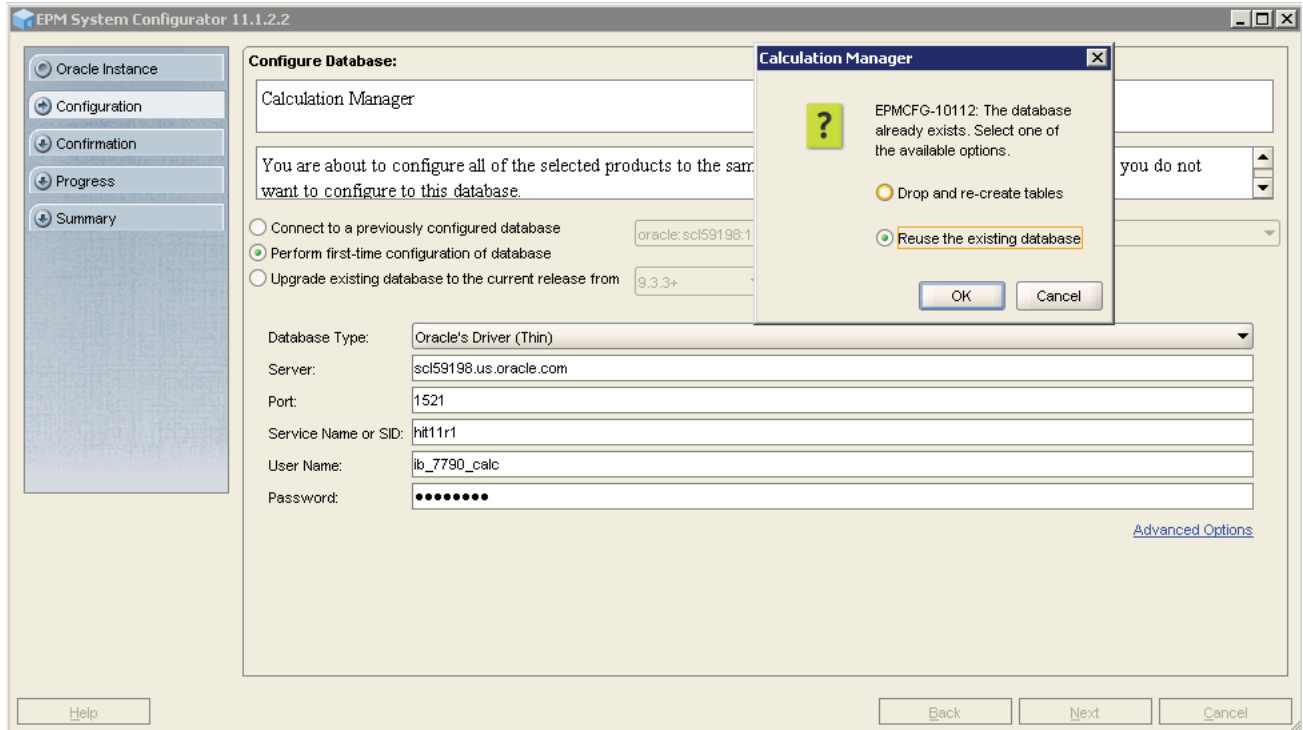 EPM System Configurator 11.1.2.2
Oracle Instance
Configuration
Confirmation
Progress
Summary
Configure Database:
Calculation Manager
You are about to configure all of the selected products to the sam
you do not
want to configure to this database.
Connect to a previously configured database
oracle:scl59198:1
Perform first-time configuration of database
Upgrade existing database to the current release from
9.3.3+
Calculation Manager
?
EPMCFG-10112: The database
already exists. Select one of
the available options.
Drop and re-create tables
Reuse the existing database
OK
Cancel
Database Type:
Oracle's Driver (Thin)
Server:
scl59198.us.oracle.com
Port:
1521
Service Name or SID:
hit11r1
User Name:
ib_7790_calc
Password:
••••••••
Advanced Options
Help
Back
Next
Cancel